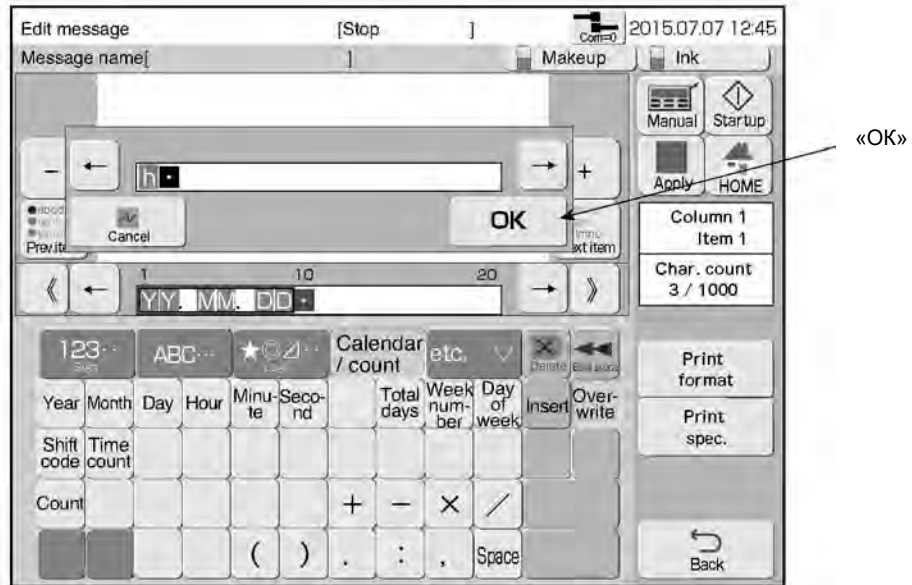 Edit message [Stop ] Com=0 2015.07.07 12:45
Message name[ ] Makeup Ink
Manual Startup
«ОК»
← h → +
−
Apply HOME
Cancel OK
Column 1
Item 1
Char. count
3 / 1000
1 10 20
《 ← YY. MM. DD → 》
123·· ABC··· ★◎⊿·· Calendar / count etc. ▽ Delete
Print format
Year Month Day Hour Minu-te Seco-nd Total days Week num-ber Day of week Insert Over-write
Print spec.
Shift code Time count
Count + − × /
( ) . : , Space
Back